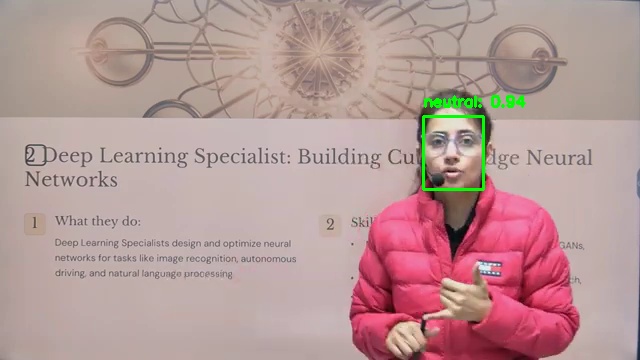 neutral: 0.94
2 Deep Learning Specialist: Building Cu dge Neural
Networks
1 What they do:
Deep Learning Specialists design and optimize neural
networks for tasks like image recognition, autonomous
driving, and natural language processing.
2 Skil
GANs,